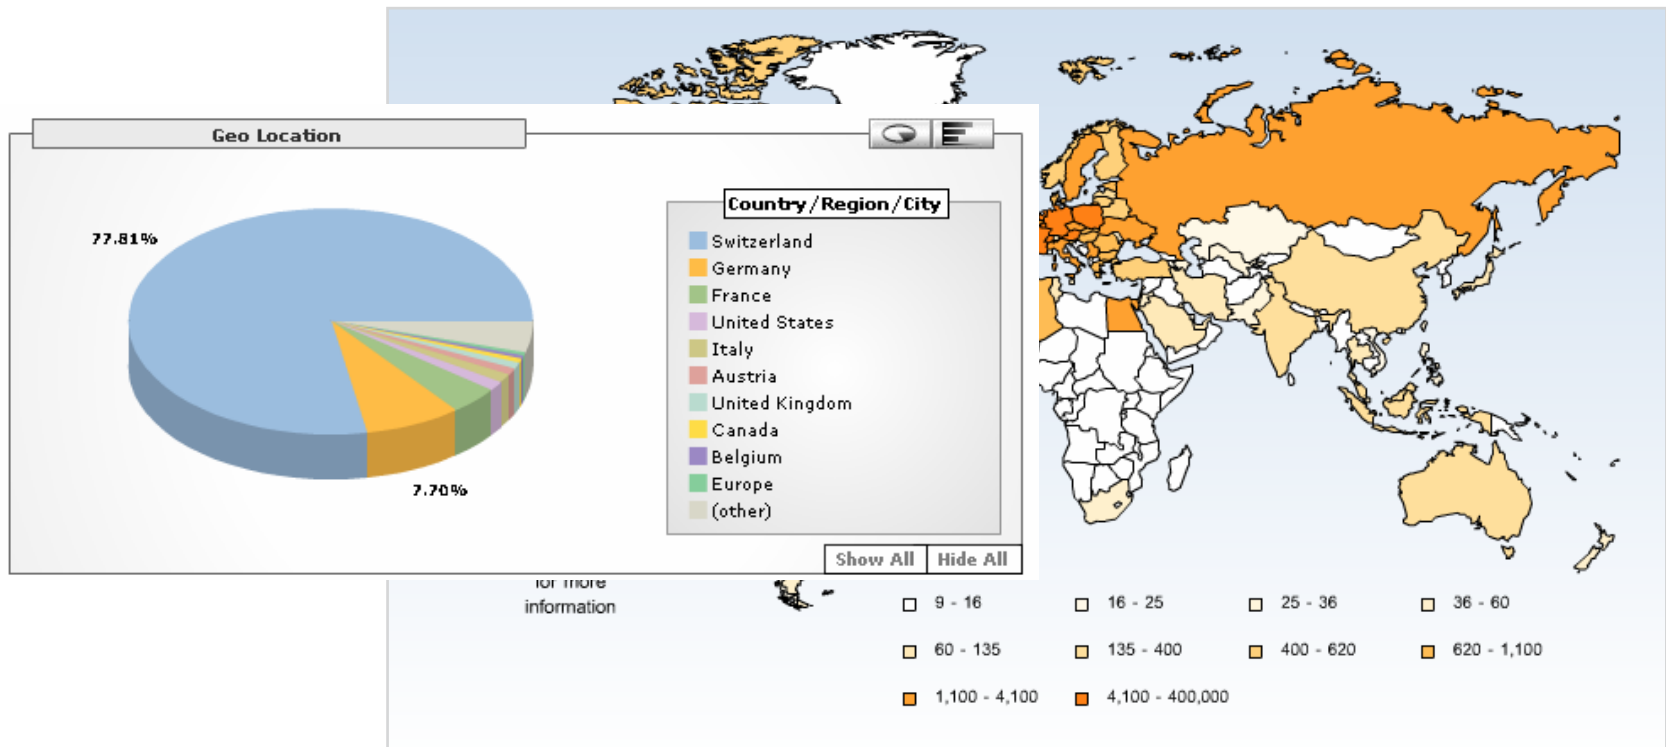 Geo Location
77.81%
7.70%
Country/Region/City
Switzerland
Germany
France
United States
Italy
Austria
United Kingdom
Canada
Belgium
Europe
(other)
Show All Hide All
for more
information
9 - 16 16 - 25 25 - 36 36 - 60
60 - 135 135 - 400 400 - 620 620 - 1,100
1,100 - 4,100 4,100 - 400,000